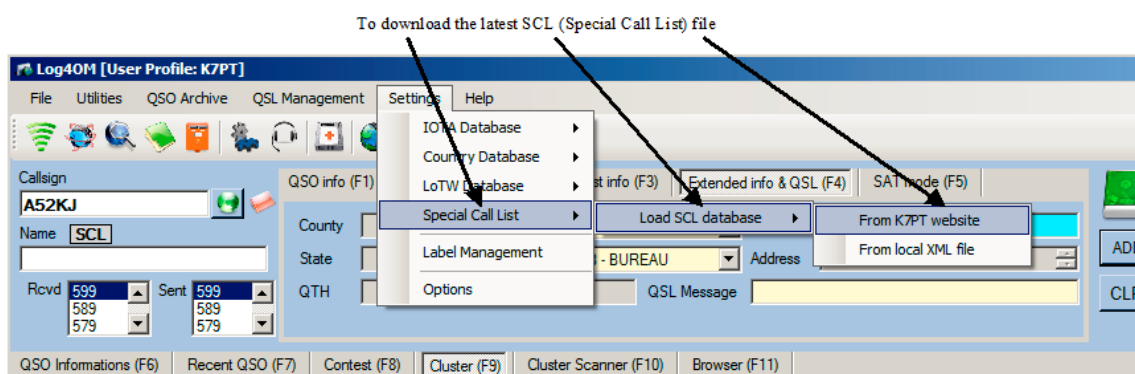 To download the latest SCL (Special Call List) file
Log4OM [User Profile: K7PT]
File Utilities QSO Archive QSL Management Settings Help
IOTA Database
Country Database
LoTW Database
Special Call List
Label Management
Options
Load SCL database
From K7PT website
From local XML file
Callsign
A52KJ
Name SCL
Rcvd 599 Sent 599
589 589
579 579
QSO info (F1) st info (F3) Extended info & QSL (F4) SAT mode (F5)
County
State - BUREAU Address
QTH QSL Message
QSO Informations (F6) Recent QSO (F7) Contest (F8) Cluster (F9) Cluster Scanner (F10) Browser (F11)